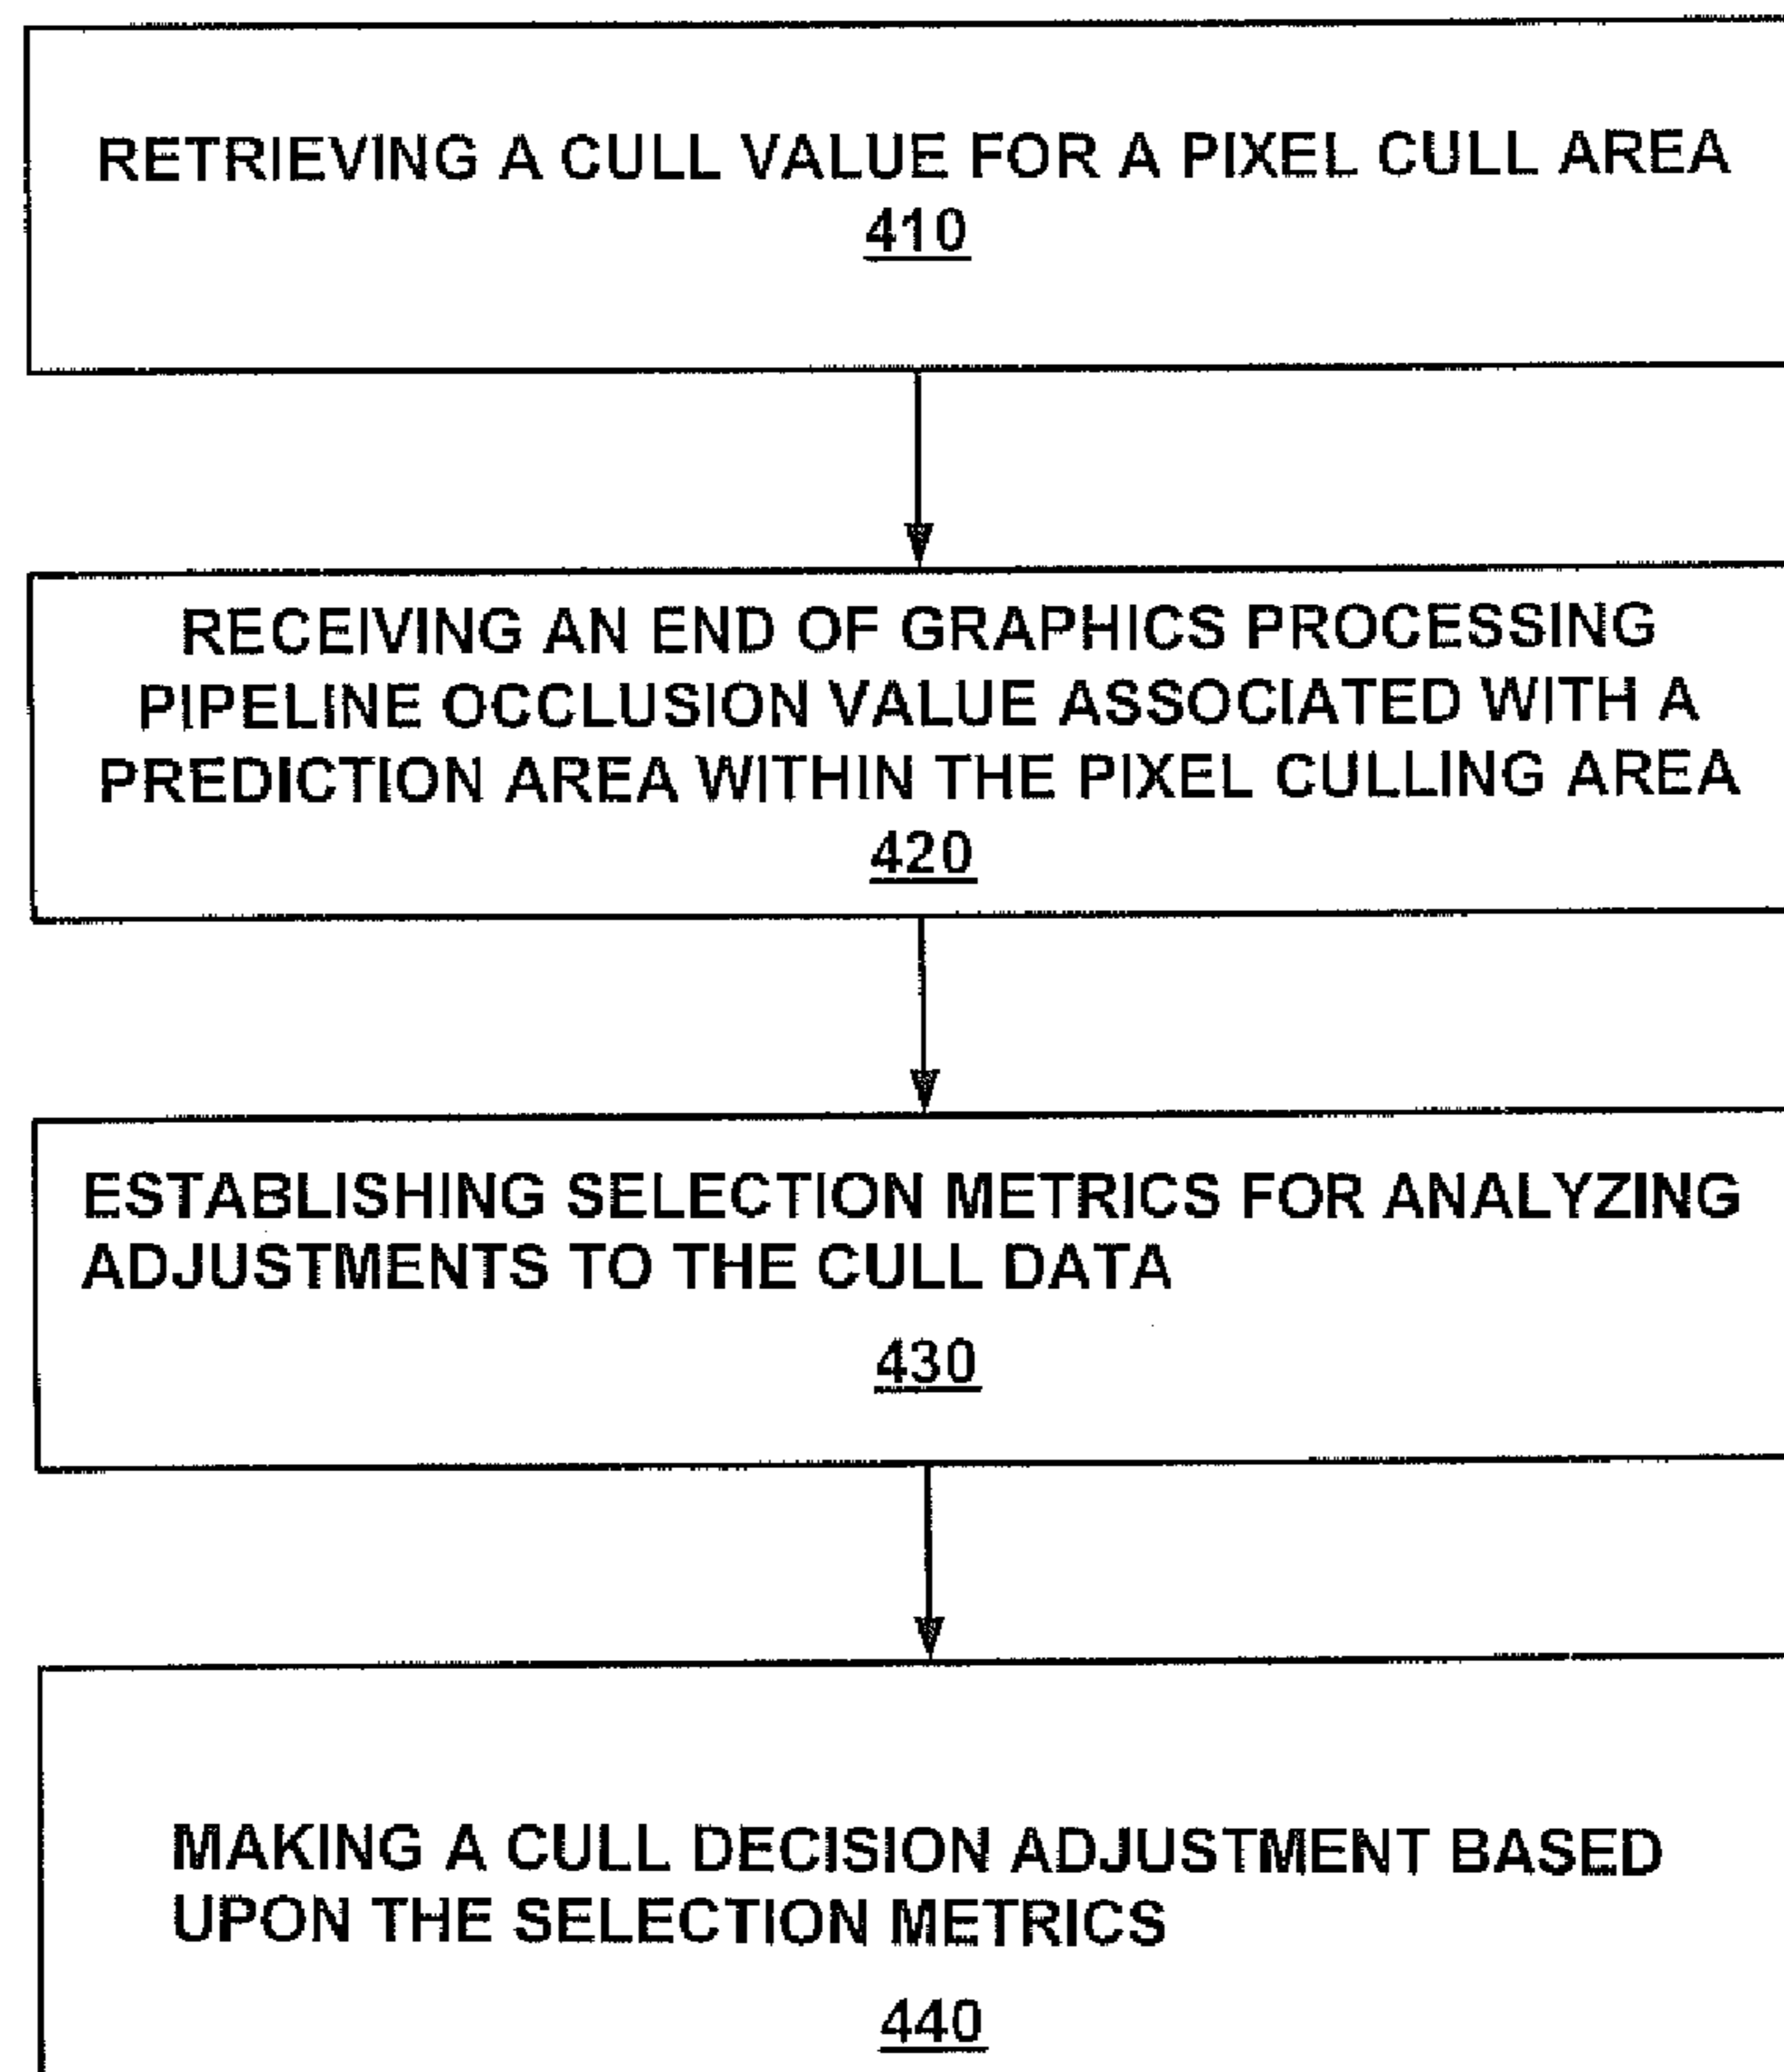 RETRIEVING A CULL VALUE FOR A PIXEL CULL AREA
410
RECEIVING AN END OF GRAPHICS PROCESSING
PIPELINE OCCLUSION VALUE ASSOCIATED WITH A
PREDICTION AREA WITHIN THE PIXEL CULLING AREA
420
ESTABLISHING SELECTION METRICS FOR ANALYZING
ADJUSTMENTS TO THE CULL DATA
430
MAKING A CULL DECISION ADJUSTMENT BASED
UPON THE SELECTION METRICS
440